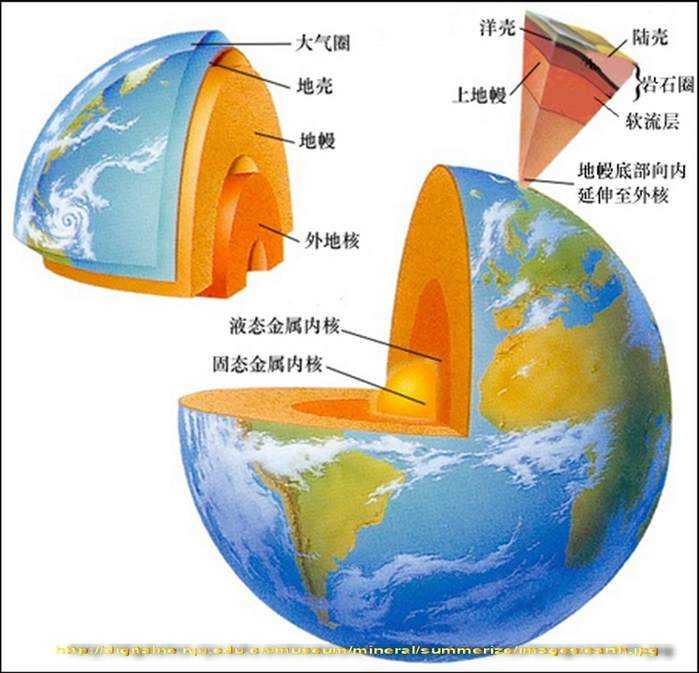 大气圈
地壳
地幔
外地核
洋壳
陆壳
上地幔
岩石圈
软流层
地幔底部向内
延伸至外核
液态金属内核
固态金属内核